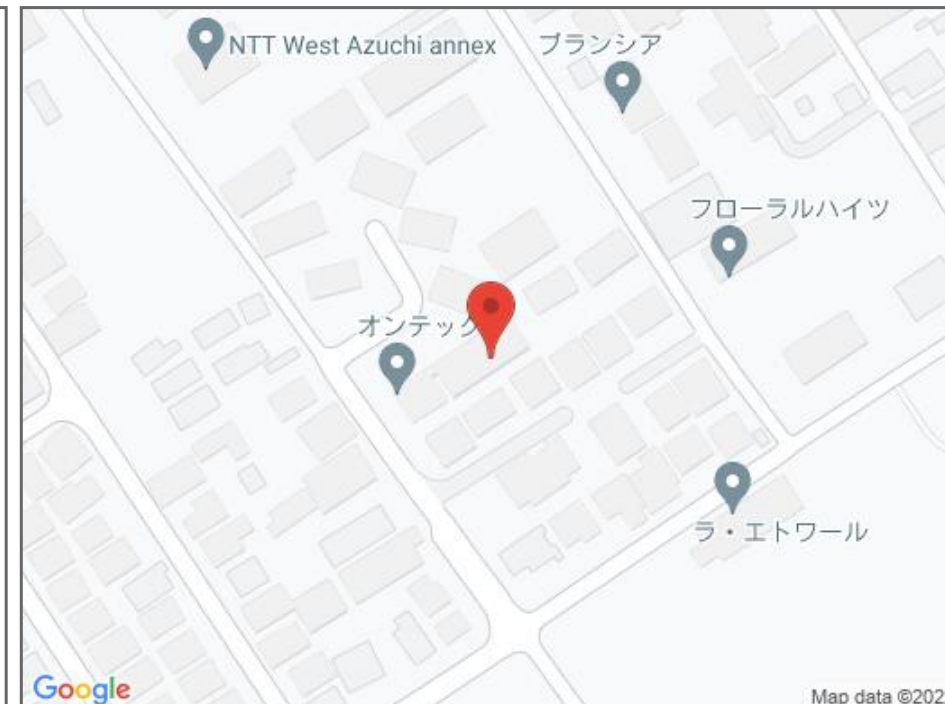 NTT West Azuchi annex
ブランシア
フローラルハイツ
オンテック
ラ・エトワール
Google
Map data ©202